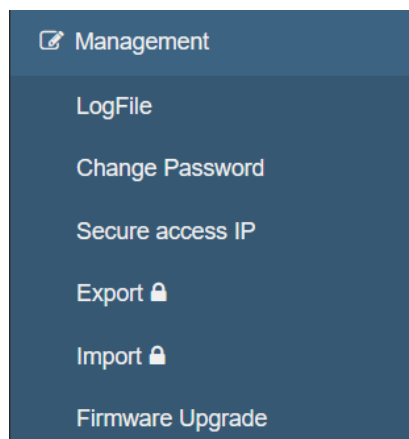 Management
LogFile
Change Password
Secure access IP
Export
Import
Firmware Upgrade